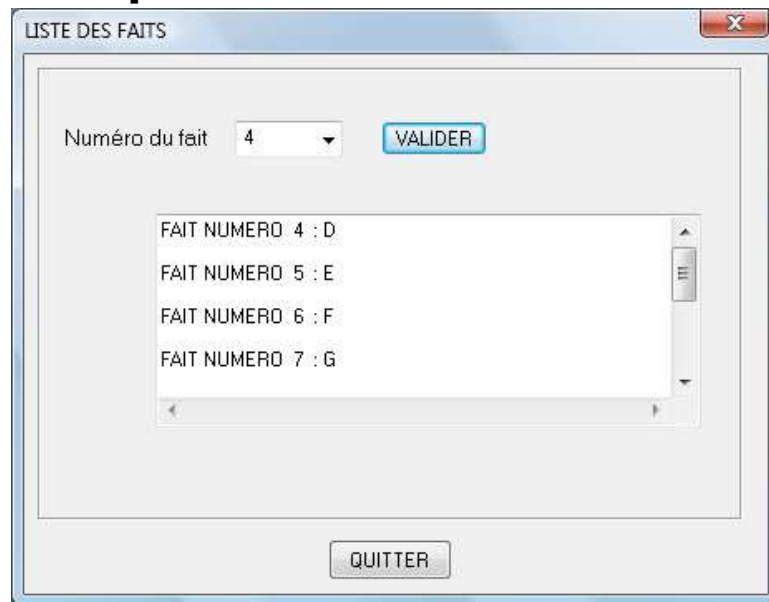 LISTE DES FAITS
Numéro du fait 4 VALIDER
FAIT NUMERO 4 : D
FAIT NUMERO 5 : E
FAIT NUMERO 6 : F
FAIT NUMERO 7 : G
QUITTER